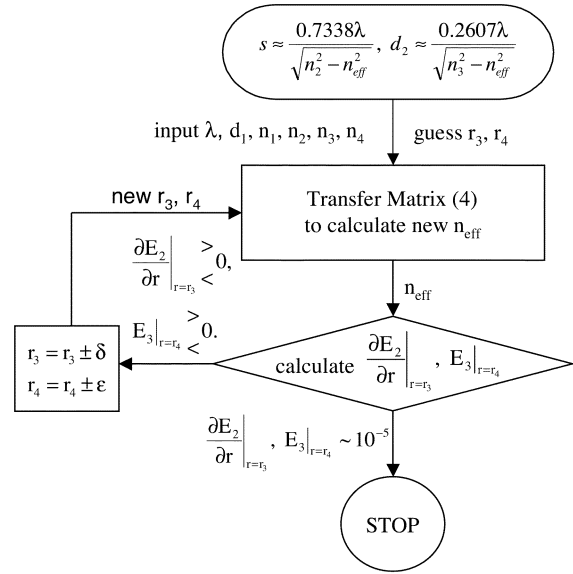 s ≈ 0.7338λ / √(n₂² − n_eff²) , d₂ ≈ 0.2607λ / √(n₃² − n_eff²)
input λ, d₁, n₁, n₂, n₃, n₄
guess r₃, r₄
Transfer Matrix (4)
to calculate new n_eff
n_eff
calculate ∂E₂/∂r|_{r=r₃} , E₃|_{r=r₄}
new r₃, r₄
∂E₂/∂r|_{r=r₃} > < 0,
E₃|_{r=r₄} > < 0.
r₃ = r₃ ± δ
r₄ = r₄ ± ε
∂E₂/∂r|_{r=r₃} , E₃|_{r=r₄} ~ 10⁻⁵
STOP